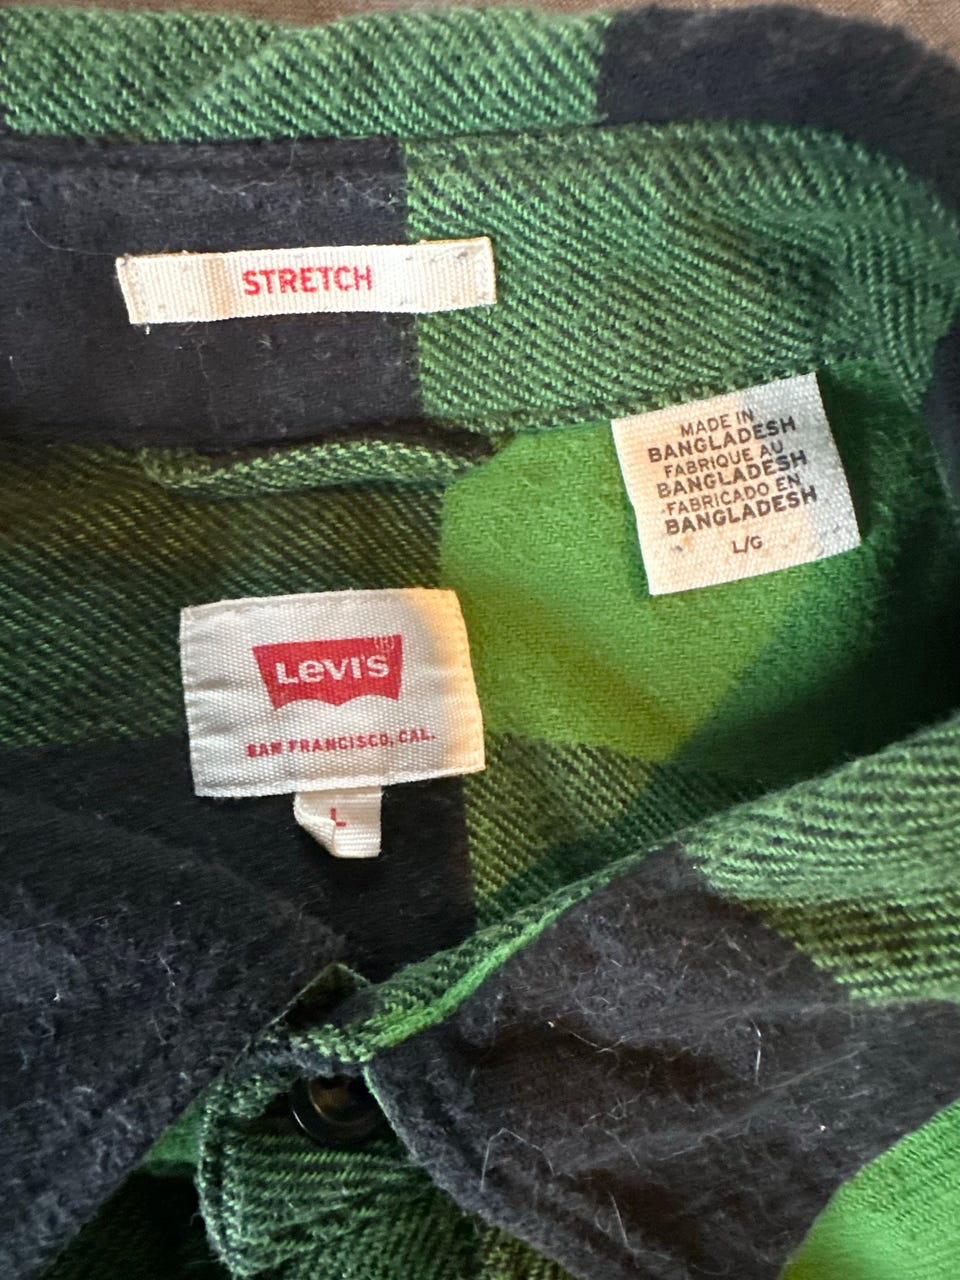 STRETCH
MADE IN
BANGLADESH
FABRIQUE AU
BANGLADESH
FABRICADO EN
BANGLADESH
L/G
LEVI'S
SAN FRANCISCO, CAL.
L